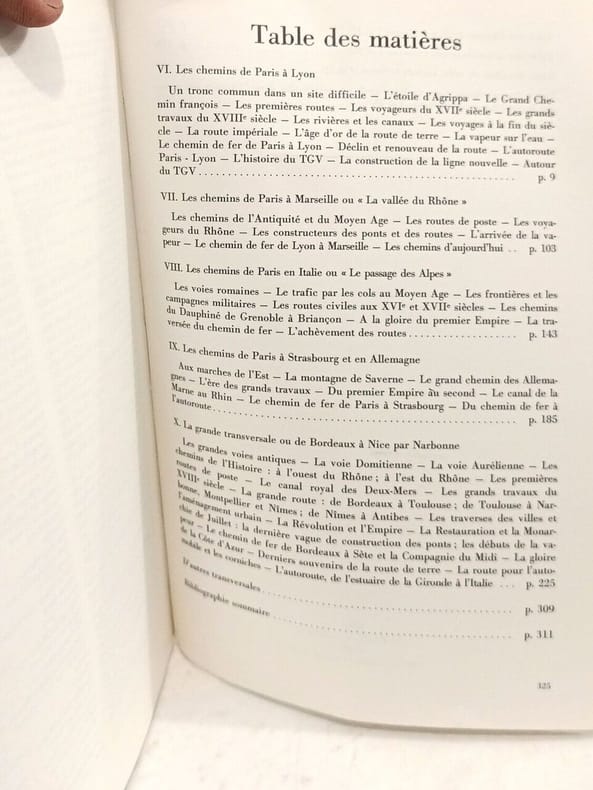 Table des matières
VI. Les chemins de Paris à Lyon
Un tronc commun dans un site difficile — L'étoile d'Agrippa — Le Grand Che-
min françois — Les premières routes — Les voyageurs du XVIIe siècle — Les grands
travaux du XVIIIe siècle — Les rivières et les canaux — Les voyages à la fin du siè-
cle — La route impériale — L'âge d'or de la route de terre — La vapeur sur l'eau —
Le chemin de fer de Paris à Lyon — Déclin et renouveau de la route — L'autoroute
Paris - Lyon — L'histoire du TGV — La construction de la ligne nouvelle — Autour
du TGV . . . . . . . . . . . . . . . . . . . . p. 9
VII. Les chemins de Paris à Marseille ou « La vallée du Rhône »
Les chemins de l'Antiquité et du Moyen Age — Les routes de poste — Les voya-
geurs du Rhône — Les constructeurs des ponts et des routes — L'arrivée de la va-
peur — Le chemin de fer de Lyon à Marseille — Les chemins d'aujourd'hui . . p. 103
VIII. Les chemins de Paris en Italie ou « Le passage des Alpes »
Les voies romaines — Le trafic par les cols au Moyen Age — Les frontières et les
campagnes militaires — Les routes civiles aux XVIe et XVIIe siècles — Les chemins
du Dauphiné de Grenoble à Briançon — A la gloire du premier Empire — La tra-
versée du chemin de fer — L'achèvement des routes . . . . . . . . . . p. 143
IX. Les chemins de Paris à Strasbourg et en Allemagne
Aux marches de l'Est — La montagne de Saverne — Le grand chemin des Allema-
gnes — L'ère des grands travaux — Du premier Empire au second — Le canal de la
Marne au Rhin — Le chemin de fer de Paris à Strasbourg — Du chemin de fer à
l'autoroute . . . . . . . . . . . . . . . . . . . . p. 185
X. La grande transversale ou de Bordeaux à Nice par Narbonne
Les grandes voies antiques — La voie Domitienne — La voie Aurélienne — Les
chemins de l'Histoire : à l'ouest du Rhône ; à l'est du Rhône — Les premières
routes de poste — Le canal royal des Deux-Mers — Les grands travaux du
XVIIIe siècle — La grande route : de Bordeaux à Toulouse ; de Toulouse à Nar-
bonne, Montpellier et Nîmes ; de Nîmes à Antibes — Les traverses des villes et
l'aménagement urbain — La Révolution et l'Empire — La Restauration et la Monar-
chie de Juillet : la dernière vague de construction des ponts ; les débuts de la va-
peur — Le chemin de fer de Bordeaux à Sète et la Compagnie du Midi — La gloire
de la Côte d'Azur — Derniers souvenirs de la route de terre — La route pour l'auto-
mobile et les corniches — L'autoroute, de l'estuaire de la Gironde à l'Italie . . . p. 225
D'autres transversales . . . . . . . . . . . . . . . . . . . . p. 309
Bibliographie sommaire . . . . . . . . . . . . . . . . . . . . p. 311
325